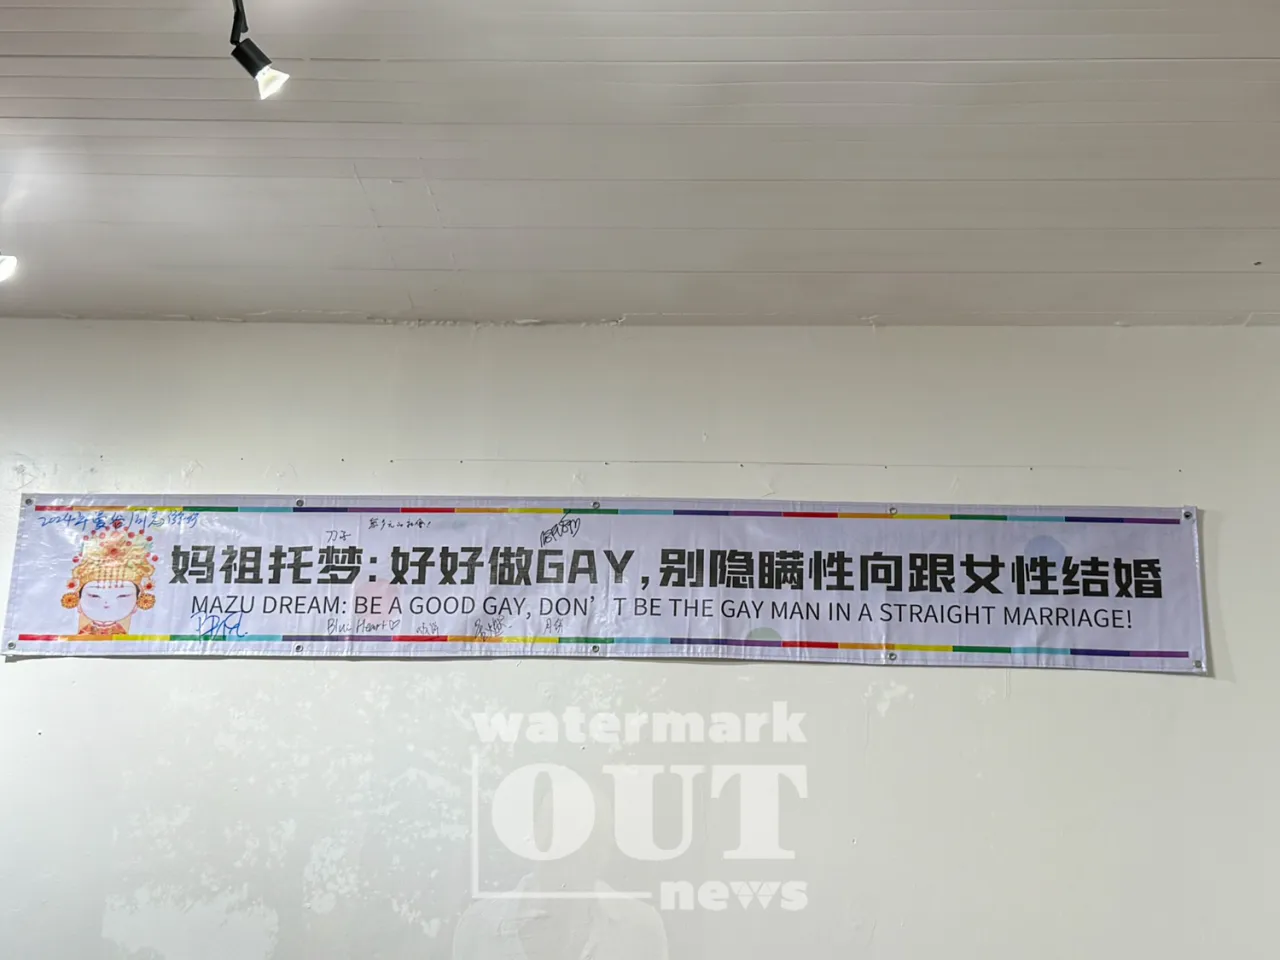 刀子
妈祖托梦:好好做GAY,别隐瞒性向跟女性结婚
MAZU DREAM: BE A GOOD GAY, DON'T BE THE GAY MAN IN A STRAIGHT MARRIAGE!
Blue Heart♡
watermark
OUT
news